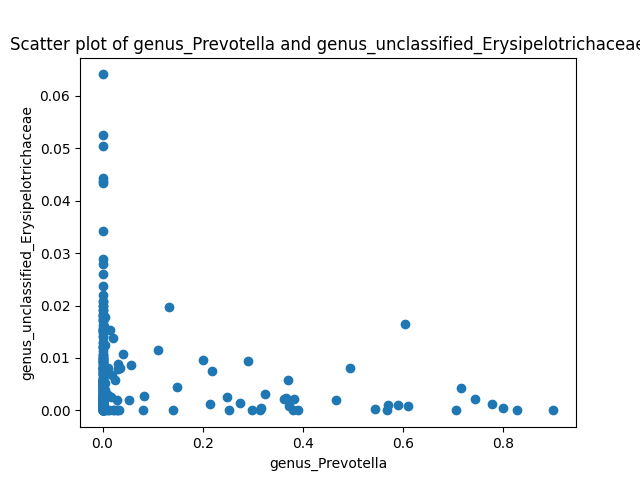 Scatter plot of genus_Prevotella and genus_unclassified_Erysipelotrichaceae
genus_unclassified_Erysipelotrichaceae
0.06
0.05
0.04
0.03
0.02
0.01
0.00
0.0 0.2 0.4 0.6 0.8
genus_Prevotella